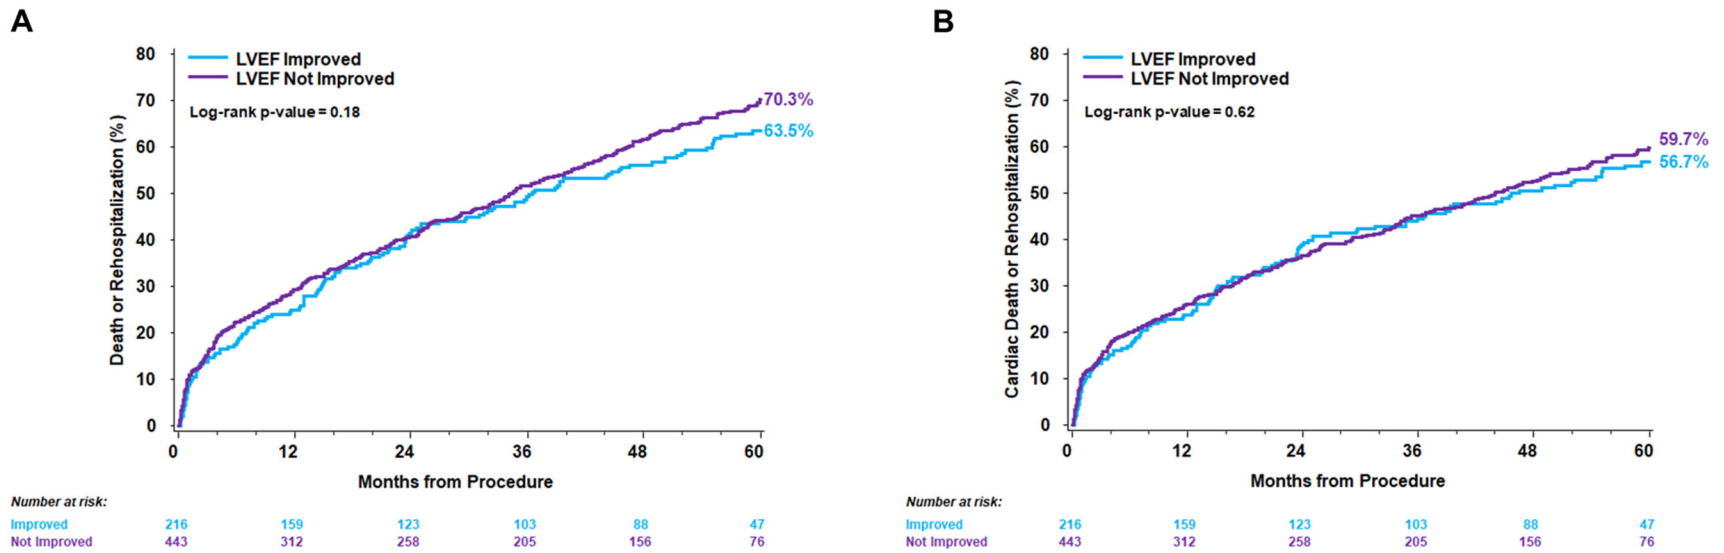 A
80
70
60
50
40
30
20
10
0
Death or Rehospitalization (%)
LVEF Improved
LVEF Not Improved
Log-rank p-value = 0.18
70.3%
63.5%
0 12 24 36 48 60
Months from Procedure
Number at risk:
Improved 216 159 123 103 88 47
Not Improved 443 312 258 205 156 76
B
80
70
60
50
40
30
20
10
0
Cardiac Death or Rehospitalization (%)
LVEF Improved
LVEF Not Improved
Log-rank p-value = 0.62
59.7%
56.7%
0 12 24 36 48 60
Months from Procedure
Number at risk:
Improved 216 159 123 103 88 47
Not Improved 443 312 258 205 156 76